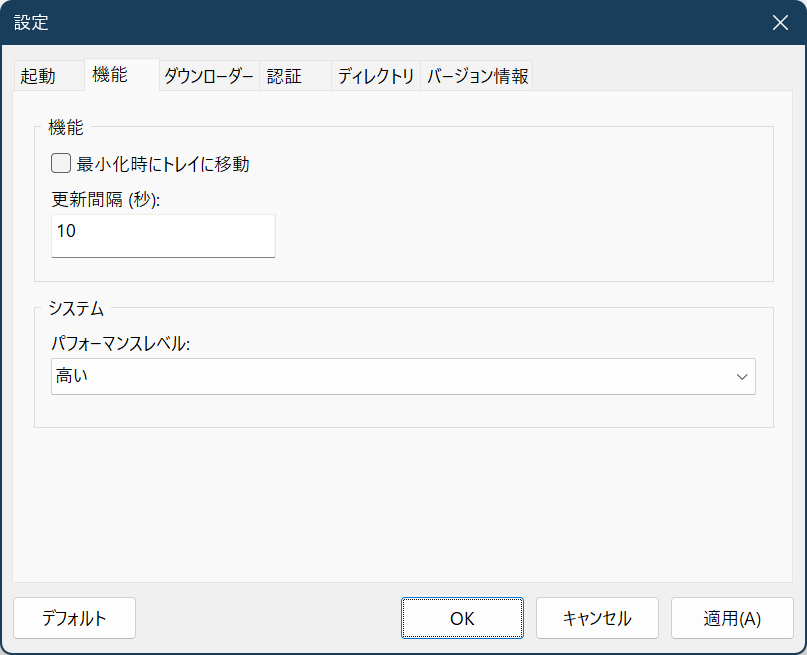 設定
起動 機能 ダウンローダー 認証 ディレクトリ バージョン情報
機能
最小化時にトレイに移動
更新間隔 (秒):
10
システム
パフォーマンスレベル:
高い
デフォルト OK キャンセル 適用(A)